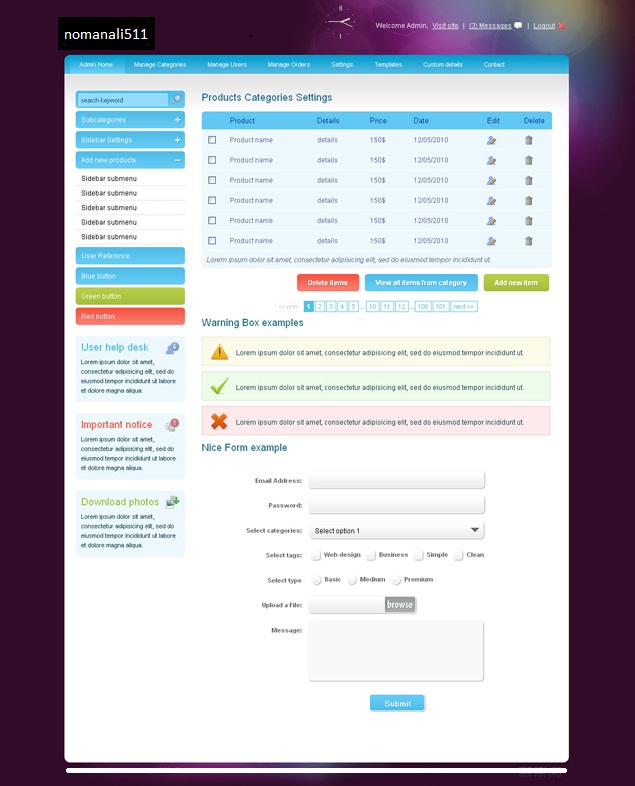 nomanali511
Welcome Admin, Visit site | (3) Messages | Logout
Admin Home Manage Categories Manage Users Manage Orders Settings Templates Custom details Contact
search keyword
Subcategories
Sidebar Settings
Add new products
Sidebar submenu
Sidebar submenu
Sidebar submenu
Sidebar submenu
Sidebar submenu
User Reference
Blue button
Green button
Red button
User help desk
Lorem ipsum dolor sit amet,
consectetur adipisicing elit, sed do
eiusmod tempor incididunt ut labore
et dolore magna aliqua.
Important notice
Lorem ipsum dolor sit amet,
consectetur adipisicing elit, sed do
eiusmod tempor incididunt ut labore
et dolore magna aliqua.
Download photos
Lorem ipsum dolor sit amet,
consectetur adipisicing elit, sed do
eiusmod tempor incididunt ut labore
et dolore magna aliqua.
Products Categories Settings
Product Details Price Date Edit Delete
Product name details 150$ 12/05/2010
Product name details 150$ 12/05/2010
Product name details 150$ 12/05/2010
Product name details 150$ 12/05/2010
Product name details 150$ 12/05/2010
Product name details 150$ 12/05/2010
Lorem ipsum dolor sit amet, consectetur adipisicing elit, sed do eiusmod tempor incididunt ut.
Delete items View all items from category Add new item
<< prev 1 2 3 4 5 ... 10 11 12 ... 100 101 next >>
Warning Box examples
Lorem ipsum dolor sit amet, consectetur adipisicing elit, sed do eiusmod tempor incididunt ut.
Lorem ipsum dolor sit amet, consectetur adipisicing elit, sed do eiusmod tempor incididunt ut.
Lorem ipsum dolor sit amet, consectetur adipisicing elit, sed do eiusmod tempor incididunt ut.
Nice Form example
Email Address:
Password:
Select categories: Select option 1
Select tags: Web design Business Simple Clean
Select type Basic Medium Premium
Upload a File: browse
Message:
Submit